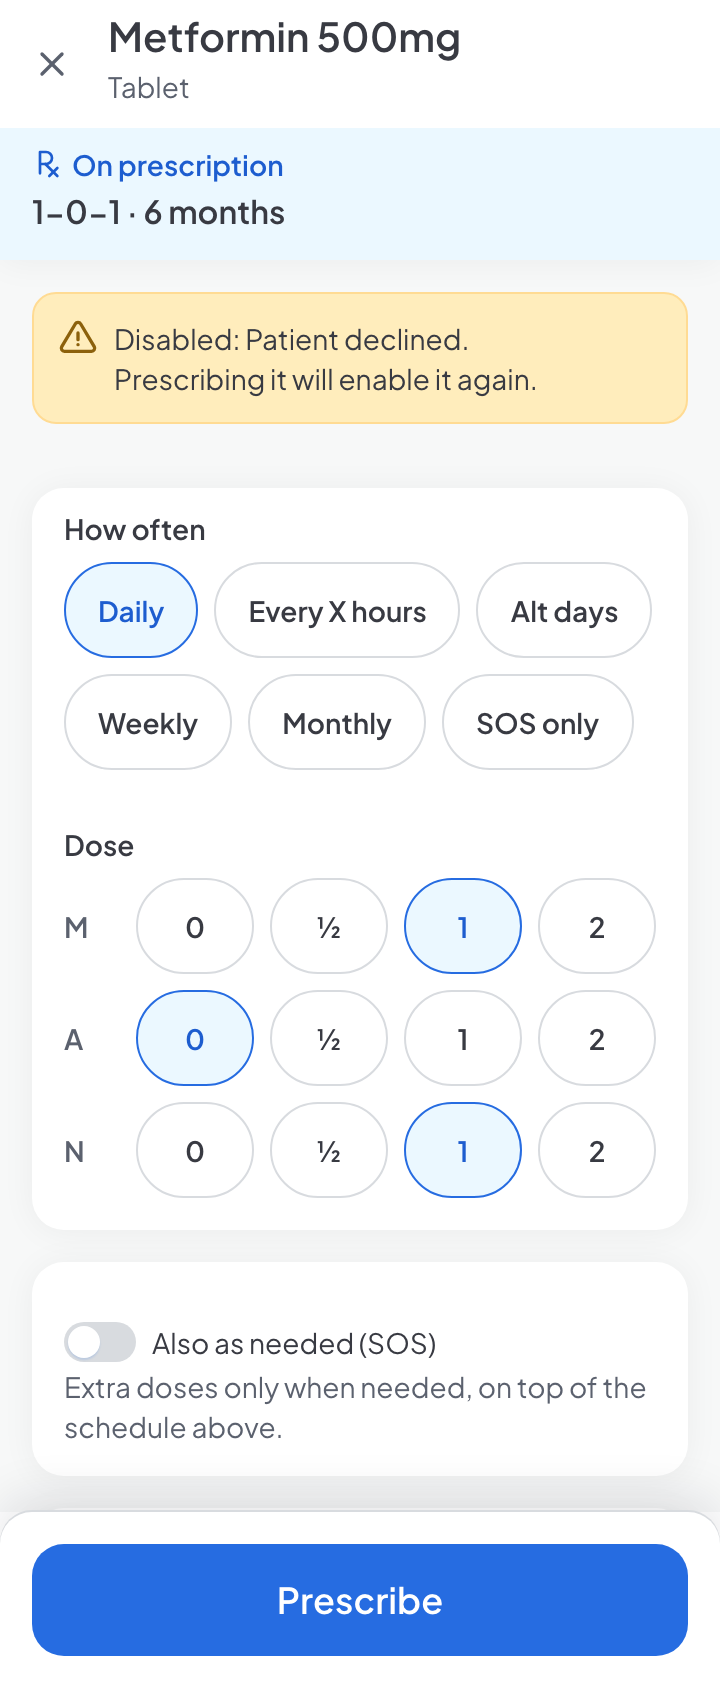 Metformin 500mg
Tablet
On prescription
1–0–1 · 6 months
Disabled: Patient declined.
Prescribing it will enable it again.
How often
Daily Every X hours Alt days
Weekly Monthly SOS only
Dose
M 0 ½ 1 2
A 0 ½ 1 2
N 0 ½ 1 2
Also as needed (SOS)
Extra doses only when needed, on top of the
schedule above.
Prescribe